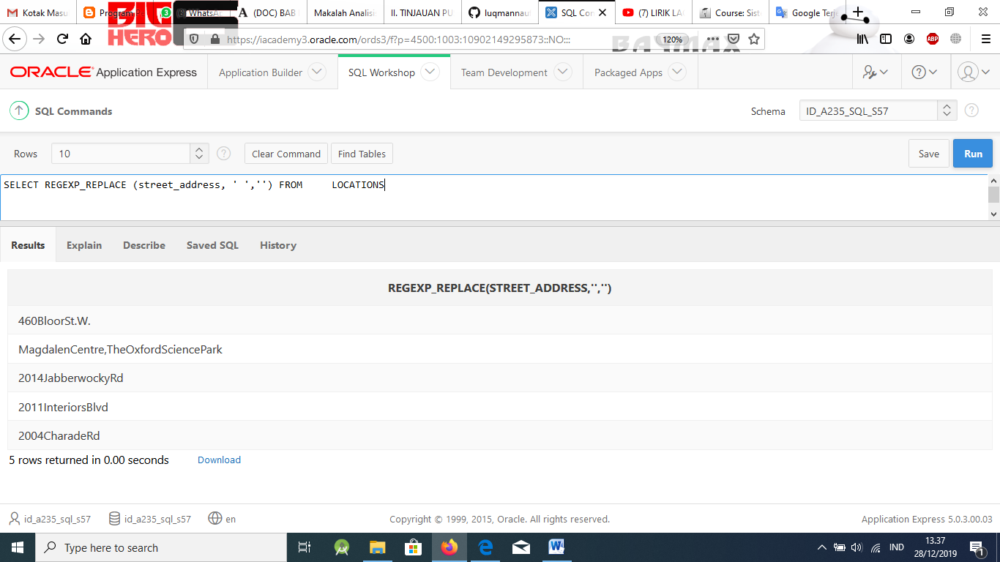 Kotak Masu
Program Pa
3
WhatsA
(DOC) BAB
Makalah Analisi
II. TINJAUAN PU
luqmannau
SQL Co
(7) LIRIK LA
Course: Sist
Google Terj
BIG
HERO
https://iacademy3.oracle.com/ords3/f?p=4500:1003:10902149295873::NO:::
120%
BAYMAX
ABP
ORACLE® Application Express
Application Builder
SQL Workshop
Team Development
Packaged Apps
SQL Commands
Schema
ID_A235_SQL_S57
Rows
10
Clear Command
Find Tables
Save
Run
SELECT REGEXP_REPLACE (street_address, ' ','') FROM     LOCATIONS
Results
Explain
Describe
Saved SQL
History
REGEXP_REPLACE(STREET_ADDRESS,'','')
460BloorSt.W.
MagdalenCentre,TheOxfordSciencePark
2014JabberwockyRd
2011InteriorsBlvd
2004CharadeRd
5 rows returned in 0.00 seconds
Download
id_a235_sql_s57
id_a235_sql_s57
en
Copyright © 1999, 2015, Oracle. All rights reserved.
Application Express 5.0.3.00.03
Type here to search
IND
13.37
28/12/2019
1